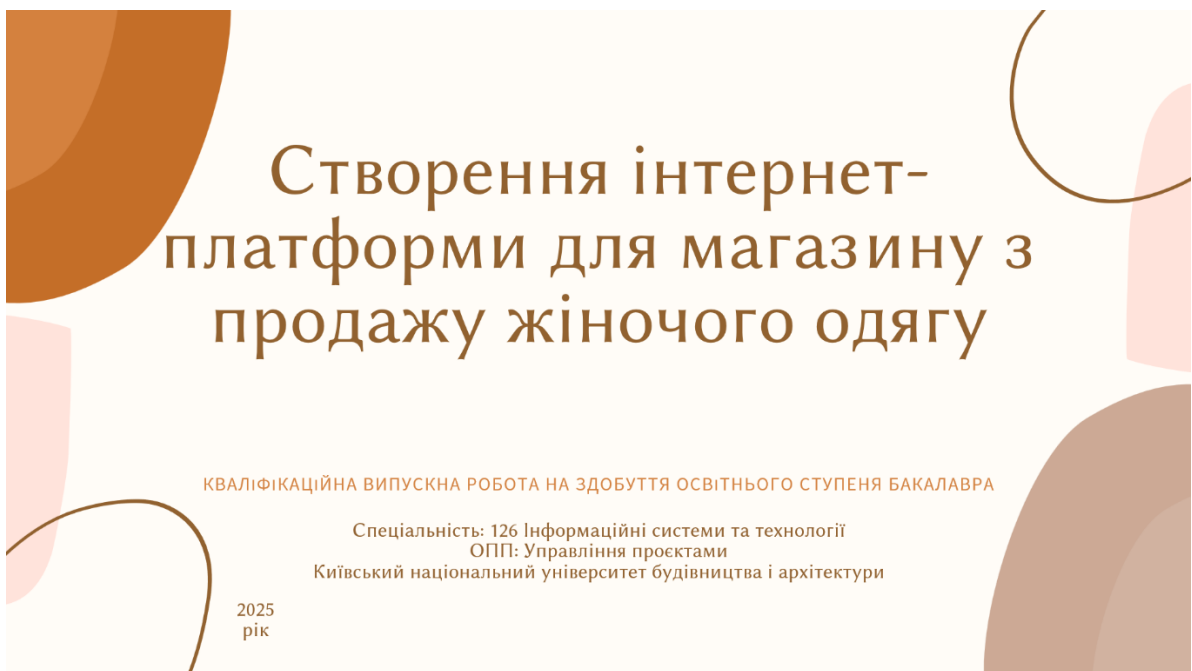 Створення інтернет-
платформи для магазину з
продажу жіночого одягу
КВАЛІФІКАЦІЙНА ВИПУСКНА РОБОТА НА ЗДОБУТТЯ ОСВІТНЬОГО СТУПЕНЯ БАКАЛАВРА
Спеціальність: 126 Інформаційні системи та технології
ОПП: Управління проєктами
Київський національний університет будівництва і архітектури
2025
рік